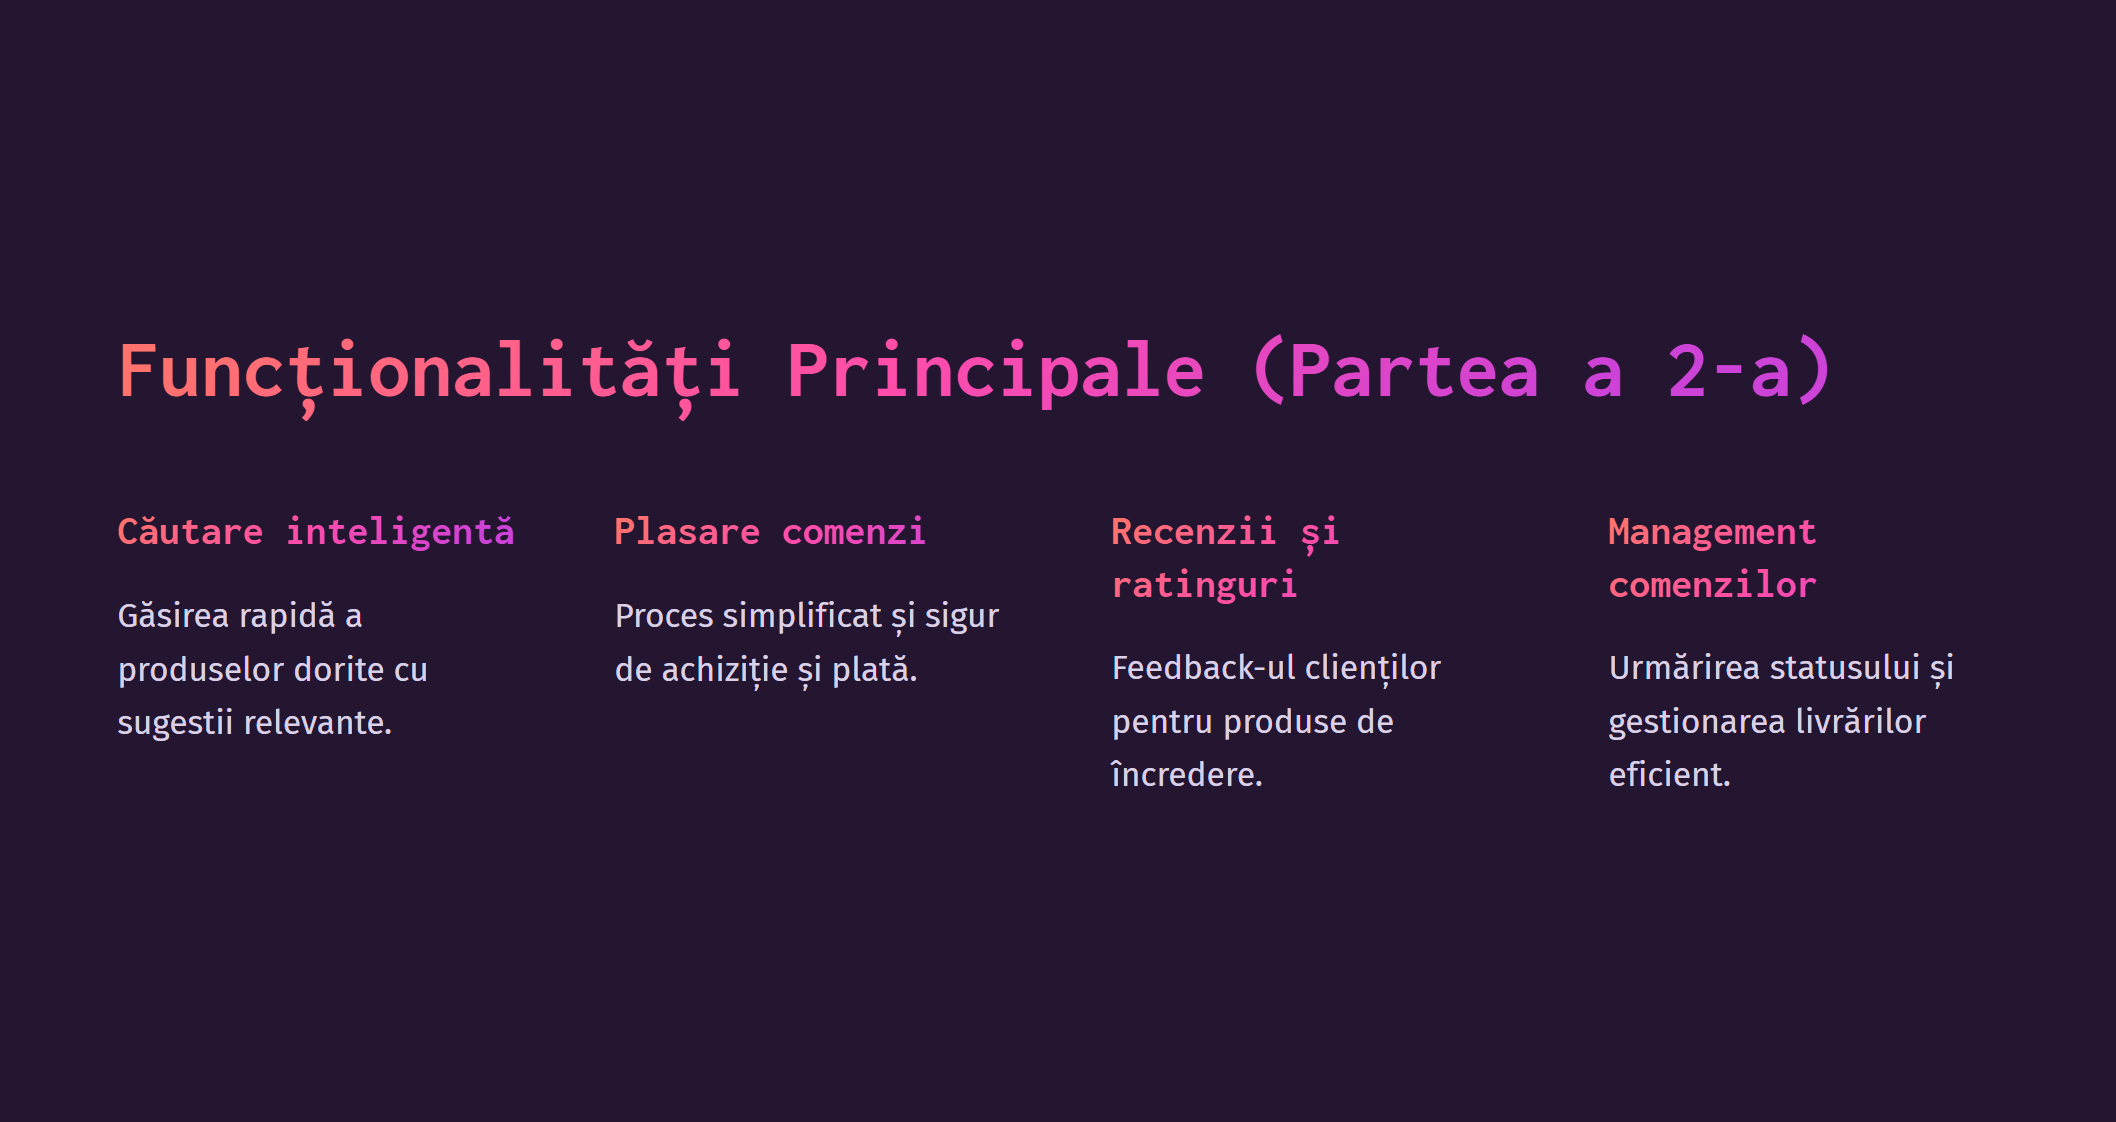 Funcționalități Principale (Partea a 2-a)
Căutare inteligentă
Găsirea rapidă a
produselor dorite cu
sugestii relevante.
Plasare comenzi
Proces simplificat și sigur
de achiziție și plată.
Recenzii și
ratinguri
Feedback-ul clienților
pentru produse de
încredere.
Management
comenzilor
Urmărirea statusului și
gestionarea livrărilor
eficient.